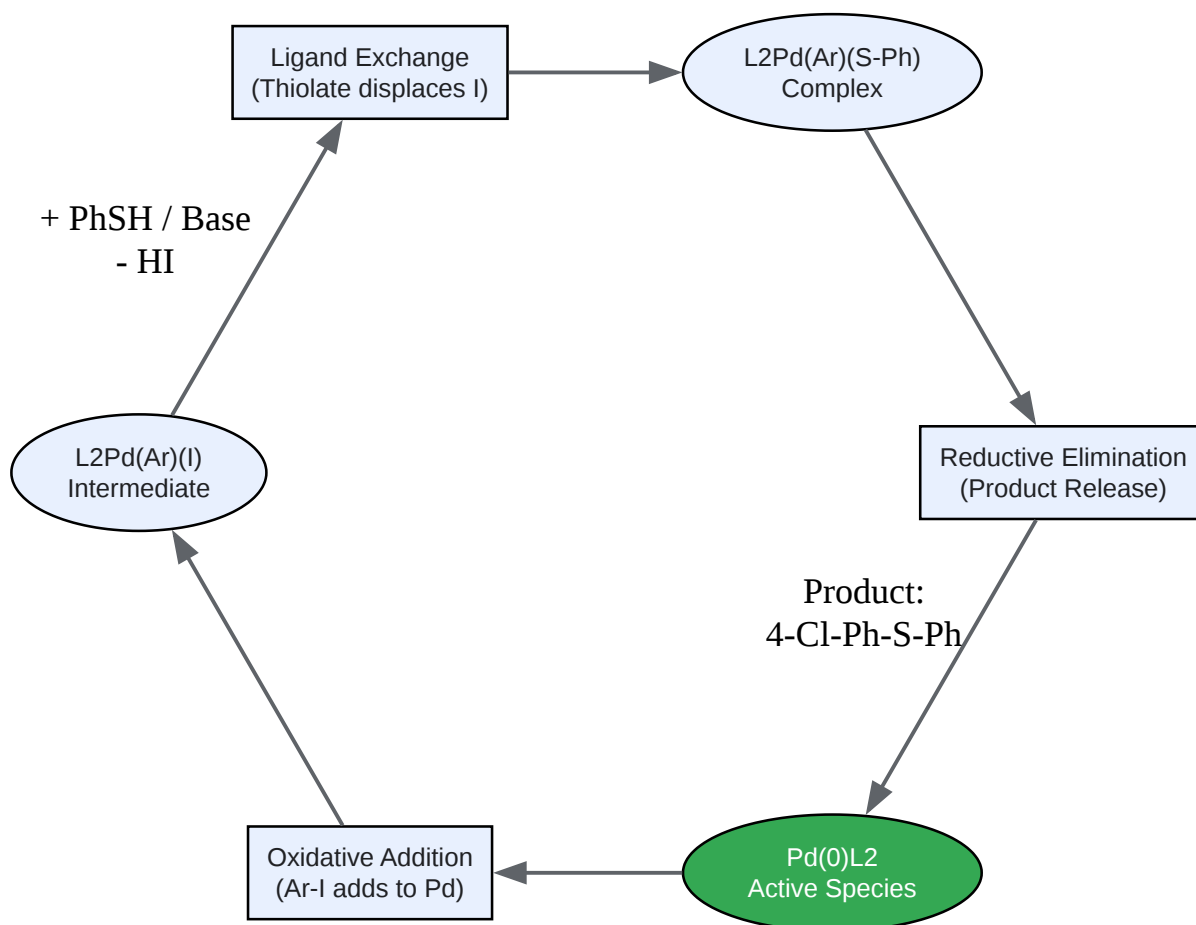 Ligand Exchange
(Thiolate displaces I)
L2Pd(Ar)(S-Ph)
Complex
+ PhSH / Base
- HI
L2Pd(Ar)(I)
Intermediate
Reductive Elimination
(Product Release)
Product:
4-Cl-Ph-S-Ph
Oxidative Addition
(Ar-I adds to Pd)
Pd(0)L2
Active Species